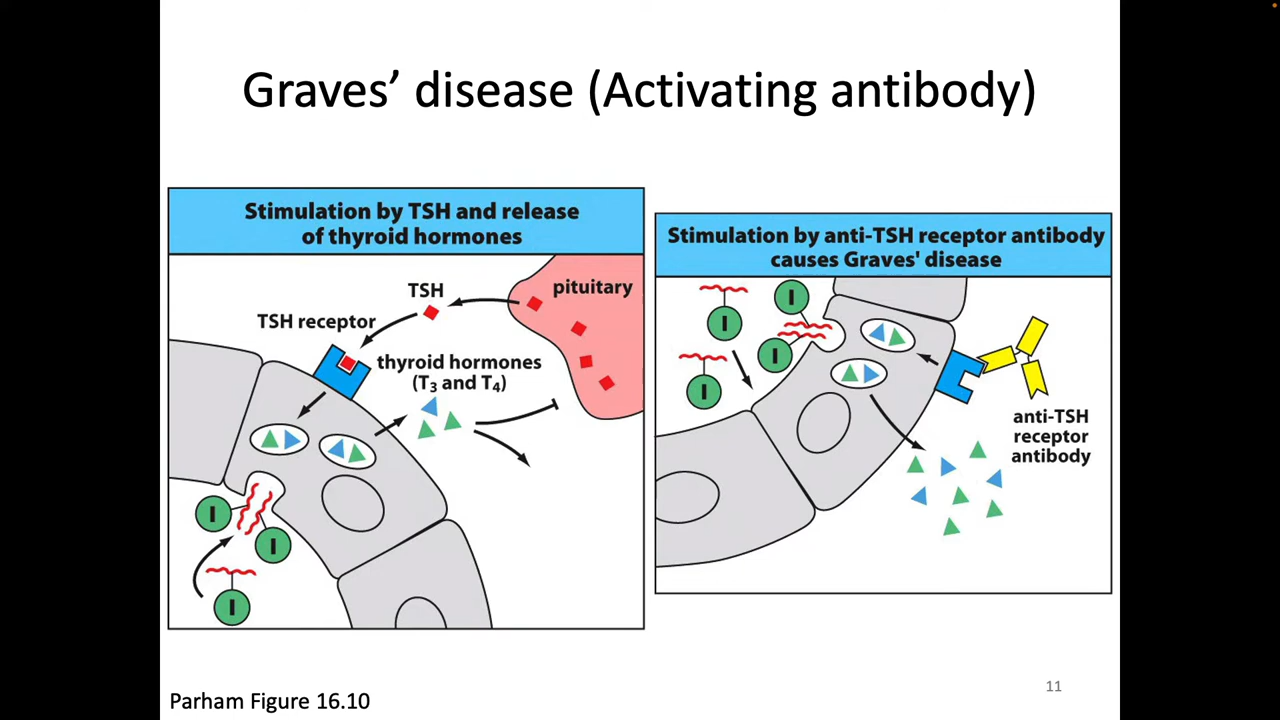 Graves’ disease (Activating antibody)
Stimulation by TSH and release
of thyroid hormones
pituitary
TSH
TSH receptor
thyroid hormones
(T₃ and T₄)
I
I
I
Stimulation by anti-TSH receptor antibody
causes Graves' disease
I
I
I
I
anti-TSH
receptor
antibody
Parham Figure 16.10
11